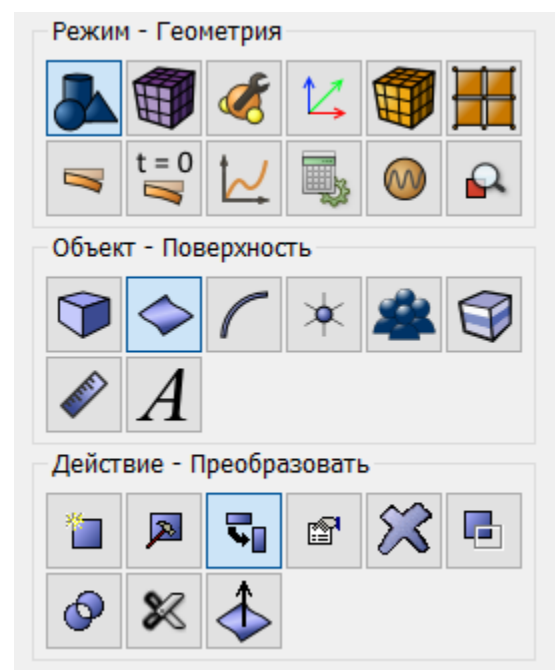 Режим - Геометрия
t = 0
Объект - Поверхность
A
Действие - Преобразовать